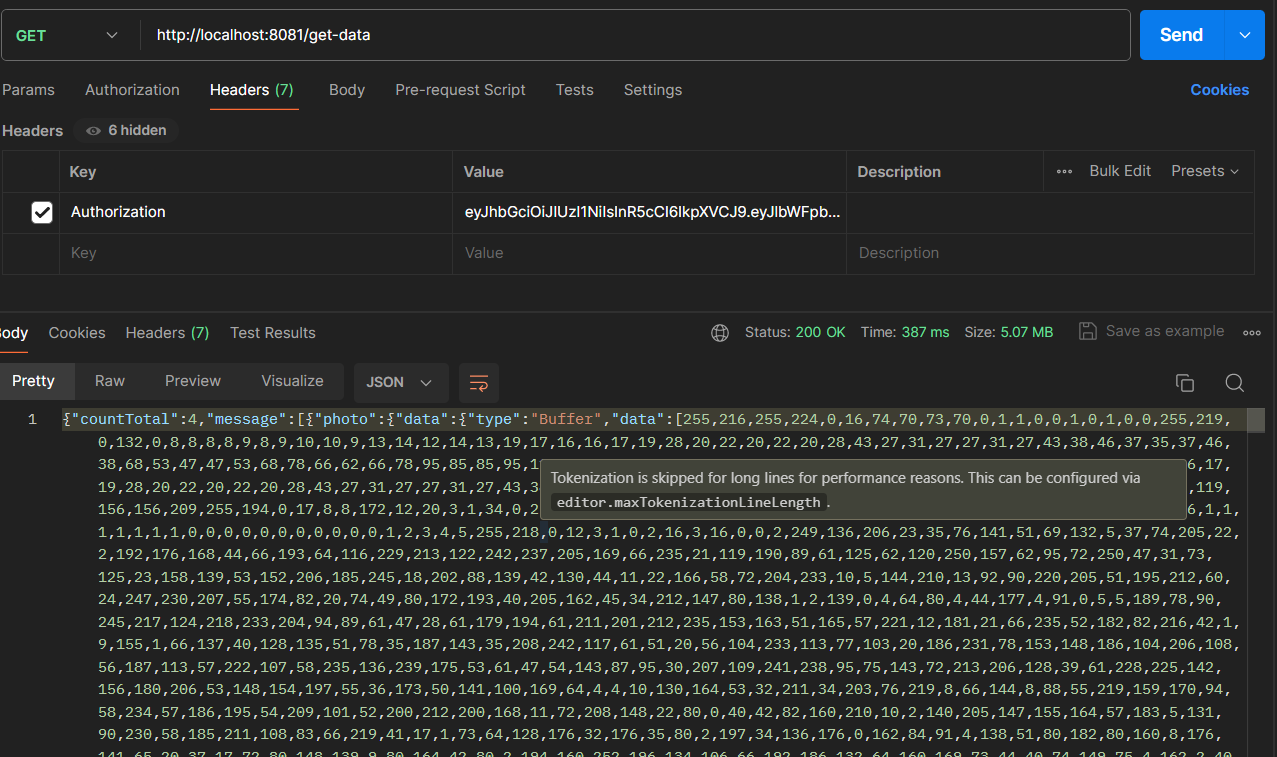 GET
http://localhost:8081/get-data
Send
Params Authorization Headers (7) Body Pre-request Script Tests Settings Cookies
Headers 6 hidden
Key Value Description Bulk Edit Presets
Authorization eyJhbGciOiJIUzI1NiIsInR5cCI6IkpXVCJ9.eyJlbWFpb...
Key Value Description
Body Cookies Headers (7) Test Results Status: 200 OK Time: 387 ms Size: 5.07 MB Save as example
Pretty Raw Preview Visualize JSON
1 {"countTotal":4,"message":[{"photo":{"data":{"type":"Buffer","data":[255,216,255,224,0,16,74,70,73,70,0,1,1,0,0,1,0,1,0,0,255,219,
0,132,0,8,8,8,8,9,8,9,10,10,9,13,14,12,14,13,19,17,16,16,17,19,28,20,22,20,22,20,28,43,27,31,27,27,31,27,43,38,46,37,35,37,46,
38,68,53,47,47,53,68,78,66,62,66,78,95,85,85,95,1 6,17,
Tokenization is skipped for long lines for performance reasons. This can be configured via
editor.maxTokenizationLineLength .
19,28,20,22,20,22,20,28,43,27,31,27,27,31,27,43,3 ,119,
156,156,209,255,194,0,17,8,8,172,12,20,3,1,34,0,2 6,1,1,
1,1,1,1,1,0,0,0,0,0,0,0,0,0,0,0,1,2,3,4,5,255,218,0,12,3,1,0,2,16,3,16,0,0,2,249,136,206,23,35,76,141,51,69,132,5,37,74,205,22,
2,192,176,168,44,66,193,64,116,229,213,122,242,237,205,169,66,235,21,119,190,89,61,125,62,120,250,157,62,95,72,250,47,31,73,
125,23,158,139,53,152,206,185,245,18,202,88,139,42,130,44,11,22,166,58,72,204,233,10,5,144,210,13,92,90,220,205,51,195,212,60,
24,247,230,207,55,174,82,20,74,49,80,172,193,40,205,162,45,34,212,147,80,138,1,2,139,0,4,64,80,4,44,177,4,91,0,5,5,189,78,90,
245,217,124,218,233,204,94,89,61,47,28,61,179,194,61,211,201,212,235,153,163,51,165,57,221,12,181,21,66,235,52,182,82,216,42,1,
9,155,1,66,137,40,128,135,51,78,35,187,143,35,208,242,117,61,51,20,56,104,233,113,77,103,20,186,231,78,153,148,186,104,206,108,
56,187,113,57,222,107,58,235,136,239,175,53,61,47,54,143,87,95,30,207,109,241,238,95,75,143,72,213,206,128,39,61,228,225,142,
156,180,206,53,148,154,197,55,36,173,50,141,100,169,64,4,4,10,130,164,53,32,211,34,203,76,219,8,66,144,8,88,55,219,159,170,94,
58,234,57,186,195,54,209,101,52,200,212,200,168,11,72,208,148,22,80,0,40,42,82,160,210,10,2,140,205,147,155,164,57,183,5,131,
90,230,58,185,211,108,83,66,219,41,17,1,73,64,128,176,32,176,35,80,2,197,34,136,176,0,162,84,91,4,138,51,80,182,80,160,8,176,